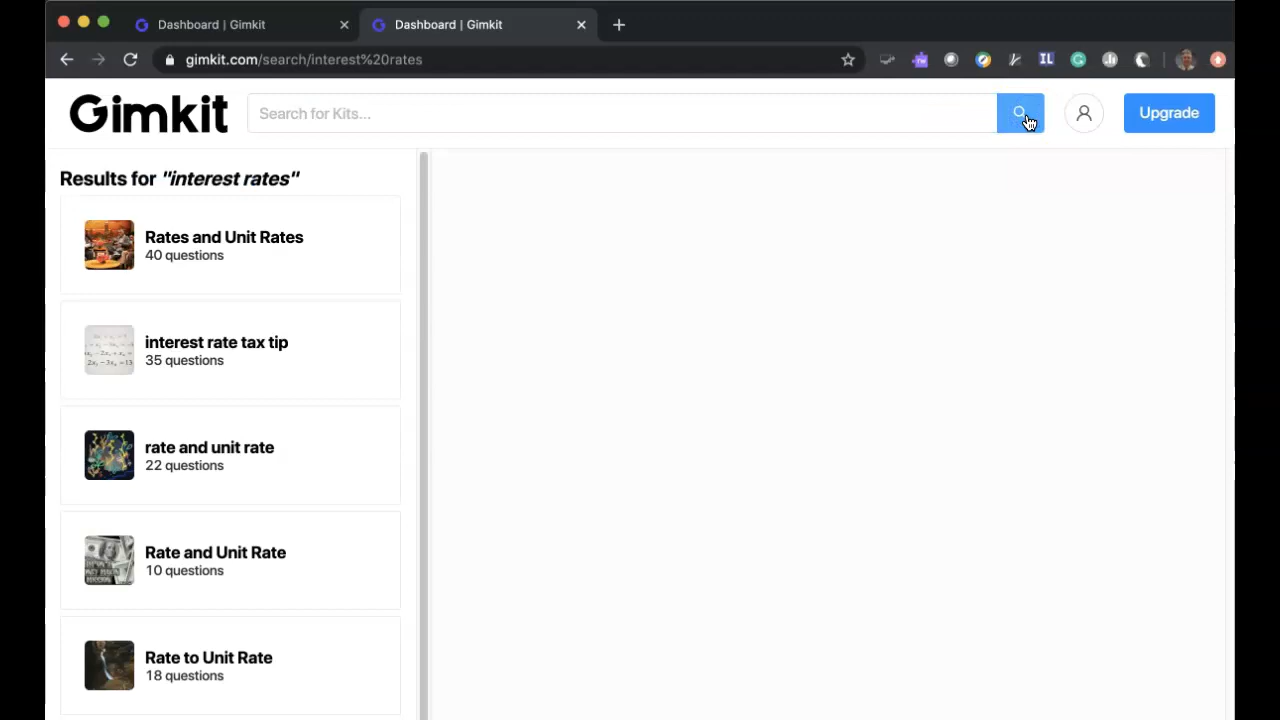 Dashboard | Gimkit
Dashboard | Gimkit
gimkit.com/search/interest%20rates
Gimkit
Search for Kits...
Upgrade
Results for "interest rates"
Rates and Unit Rates
40 questions
interest rate tax tip
35 questions
rate and unit rate
22 questions
Rate and Unit Rate
10 questions
Rate to Unit Rate
18 questions